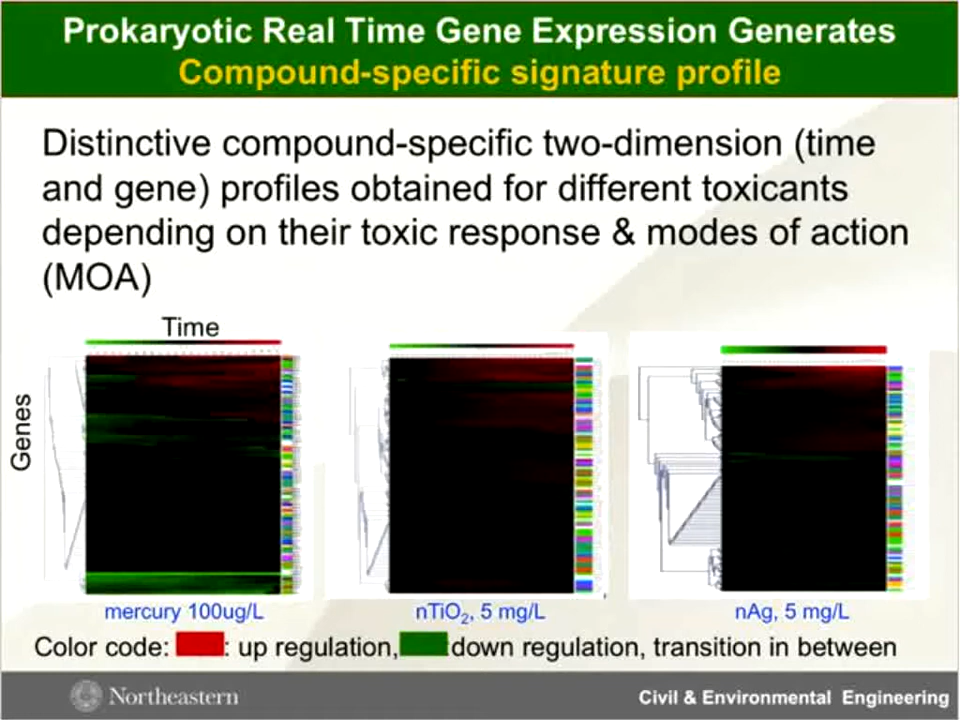 Prokaryotic Real Time Gene Expression Generates
Compound-specific signature profile
Distinctive compound-specific two-dimension (time
and gene) profiles obtained for different toxicants
depending on their toxic response & modes of action
(MOA)
Time
Genes
mercury 100ug/L
nTiO₂, 5 mg/L
nAg, 5 mg/L
Color code: : up regulation, down regulation, transition in between
Northeastern
Civil & Environmental Engineering